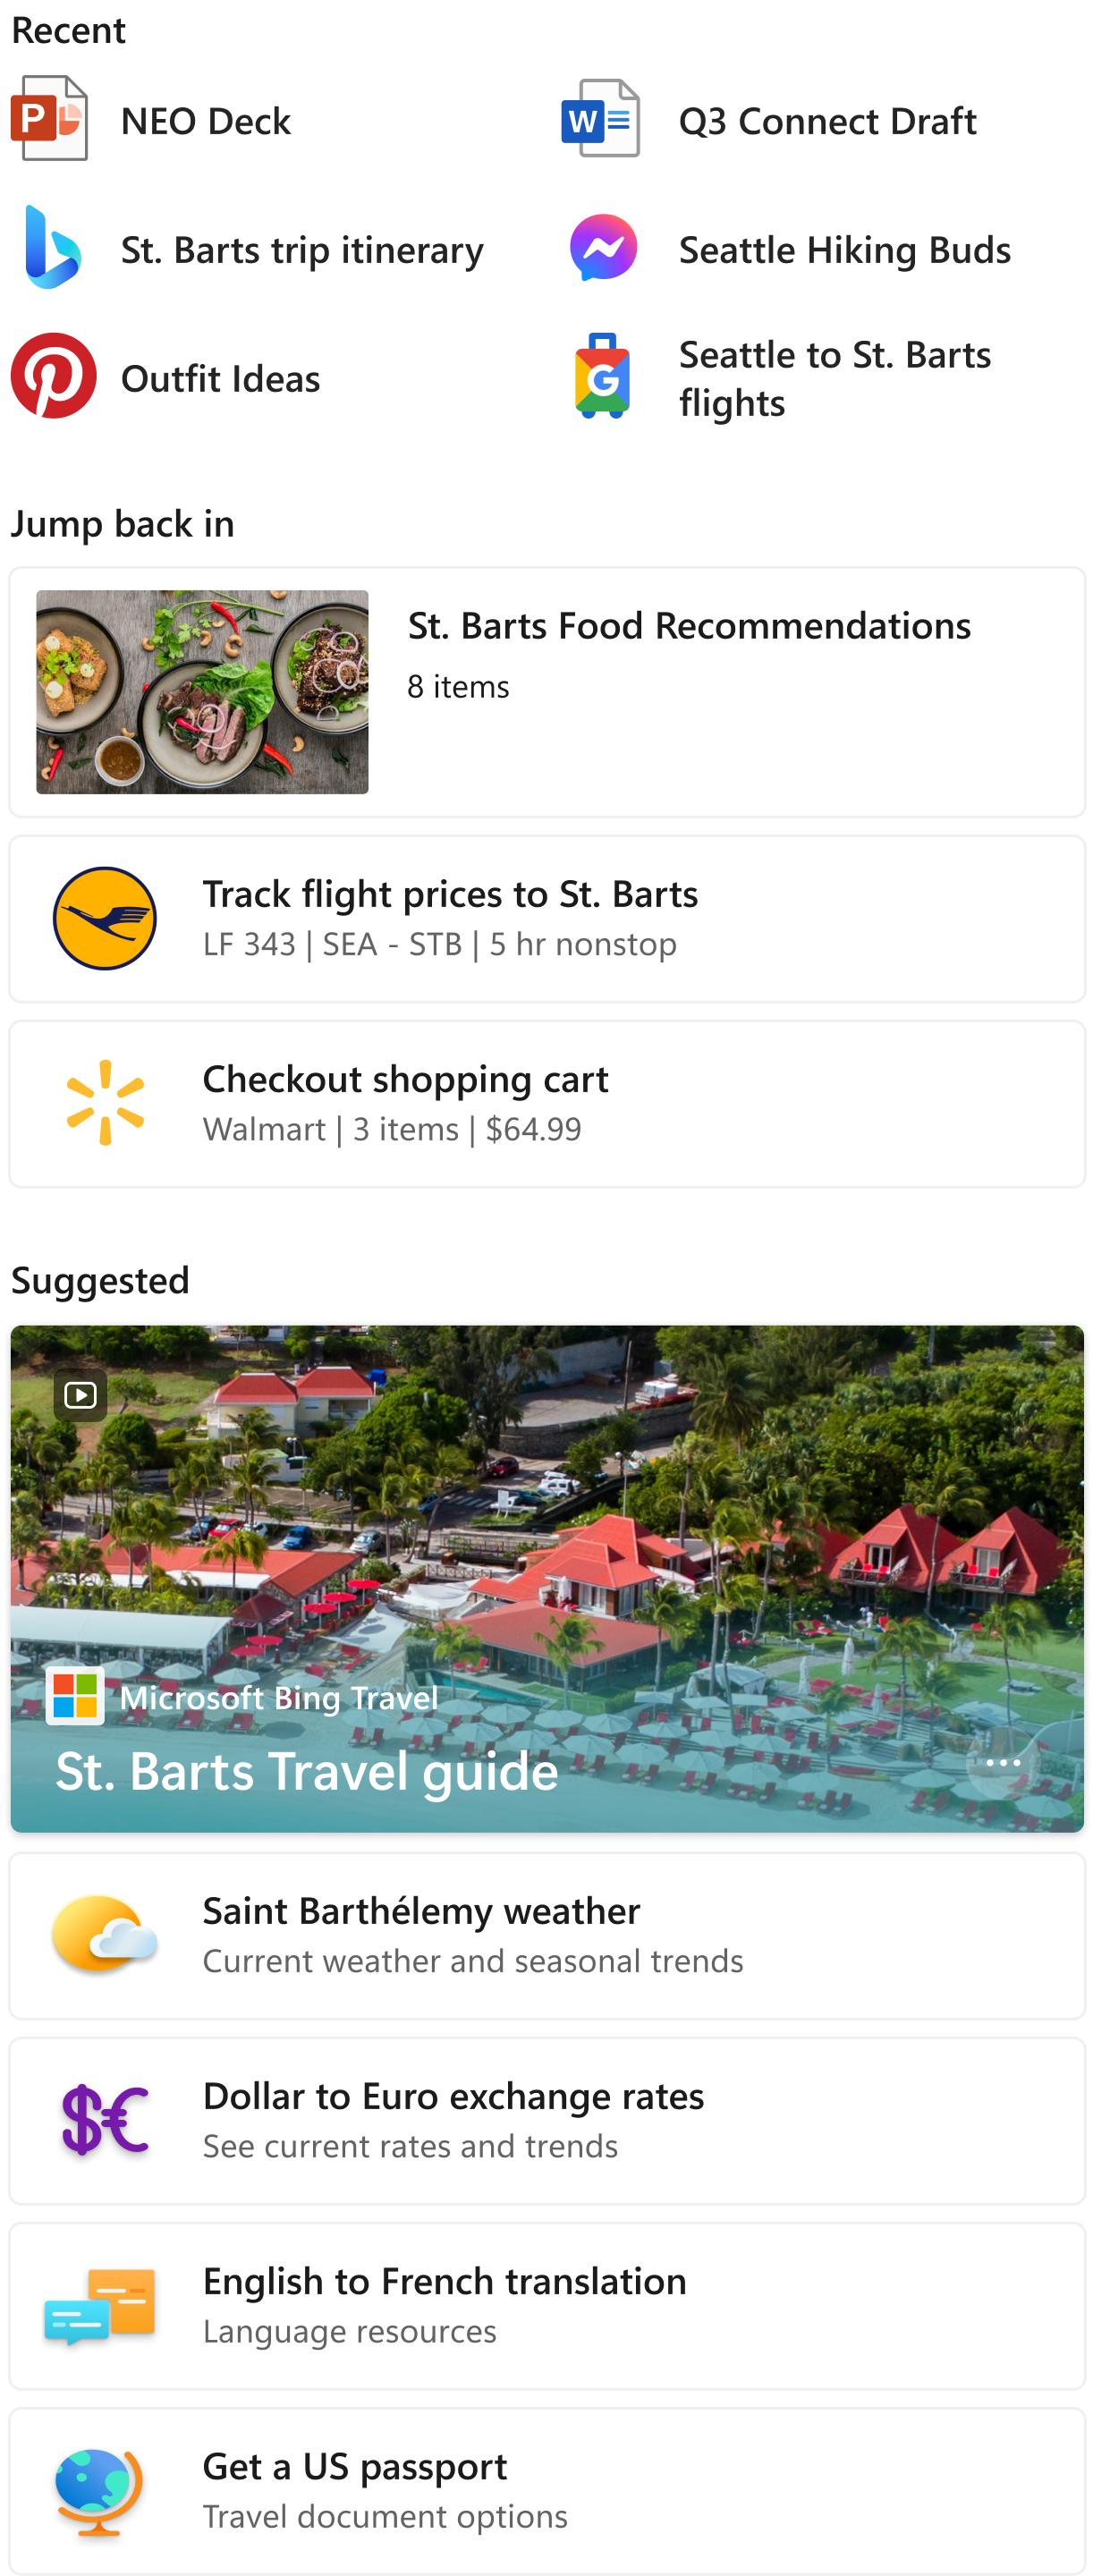 Recent
NEO Deck
Q3 Connect Draft
St. Barts trip itinerary
Seattle Hiking Buds
Outfit Ideas
Seattle to St. Barts
flights
Jump back in
St. Barts Food Recommendations
8 items
Track flight prices to St. Barts
LF 343 | SEA - STB | 5 hr nonstop
Checkout shopping cart
Walmart | 3 items | $64.99
Suggested
Microsoft Bing Travel
St. Barts Travel guide
Saint Barthélemy weather
Current weather and seasonal trends
Dollar to Euro exchange rates
See current rates and trends
English to French translation
Language resources
Get a US passport
Travel document options